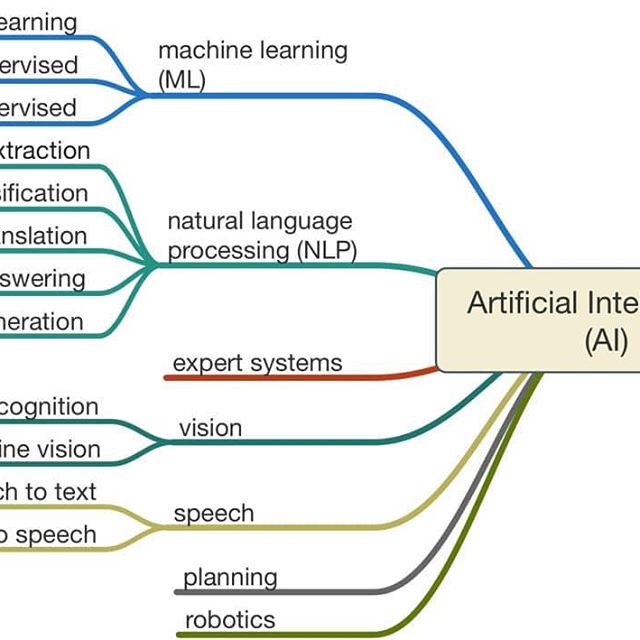 earning
machine learning
(ML)
ervised
ervised
xtraction
sification
natural language
processing (NLP)
nslation
swering
neration
Artificial Inte
(AI)
expert systems
cognition
vision
ine vision
ch to text
speech
o speech
planning
robotics